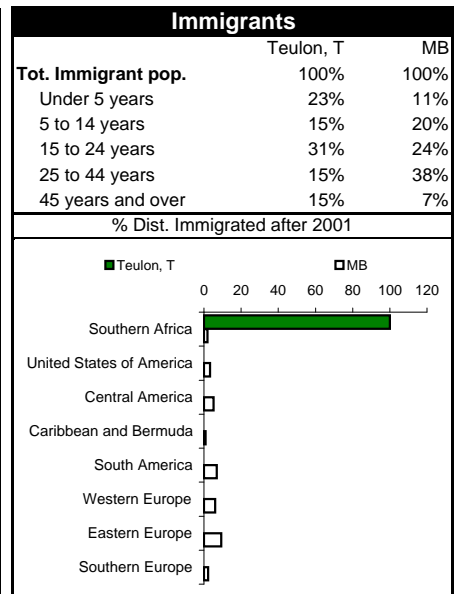 Immigrants
Teulon, T MB
Tot. Immigrant pop. 100% 100%
Under 5 years 23% 11%
5 to 14 years 15% 20%
15 to 24 years 31% 24%
25 to 44 years 15% 38%
45 years and over 15% 7%
% Dist. Immigrated after 2001
Teulon, T MB
0 20 40 60 80 100 120
Southern Africa
United States of America
Central America
Caribbean and Bermuda
South America
Western Europe
Eastern Europe
Southern Europe